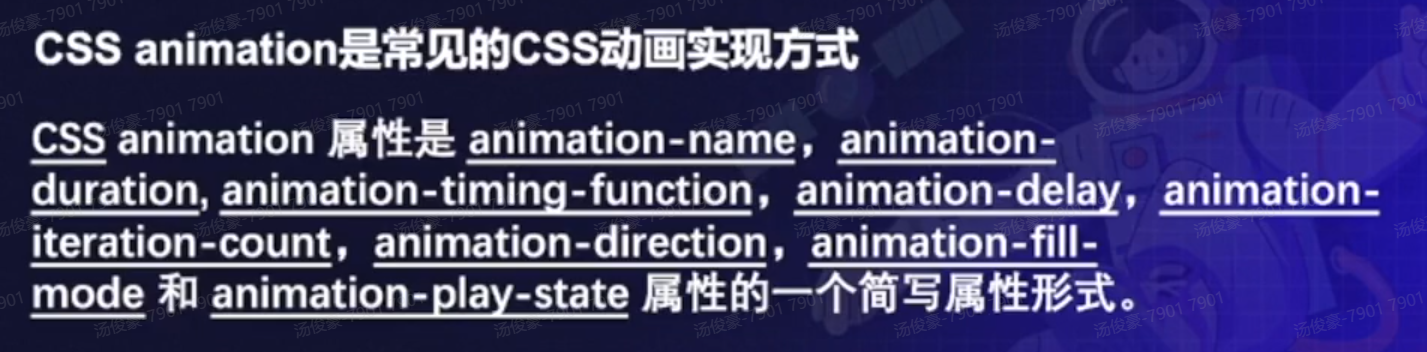 CSS animation是常见的CSS动画实现方式
CSS animation 属性是 animation-name，animation-
duration, animation-timing-function，animation-delay，animation-
iteration-count，animation-direction，animation-fill-
mode 和 animation-play-state 属性的一个简写属性形式。
汤俊豪-7901 7901